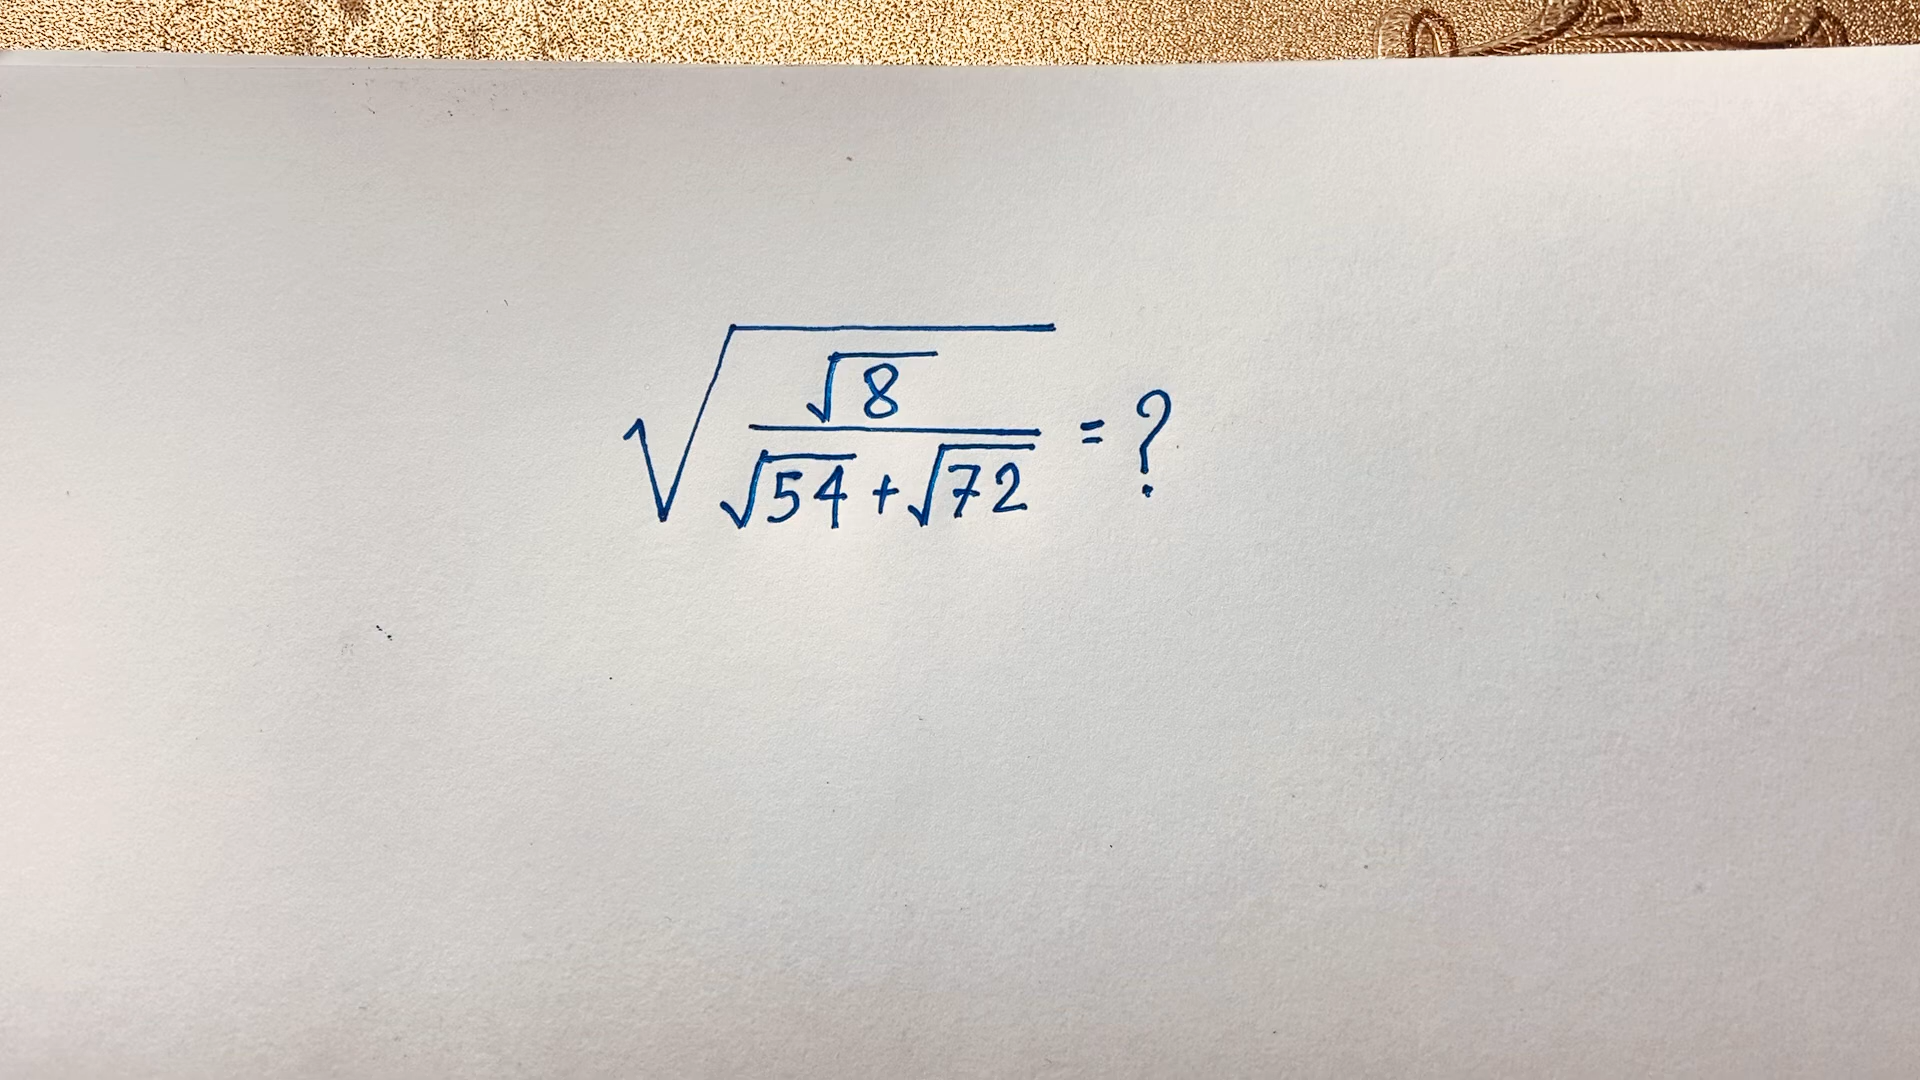 √(√8/(√54+√72)) = ?